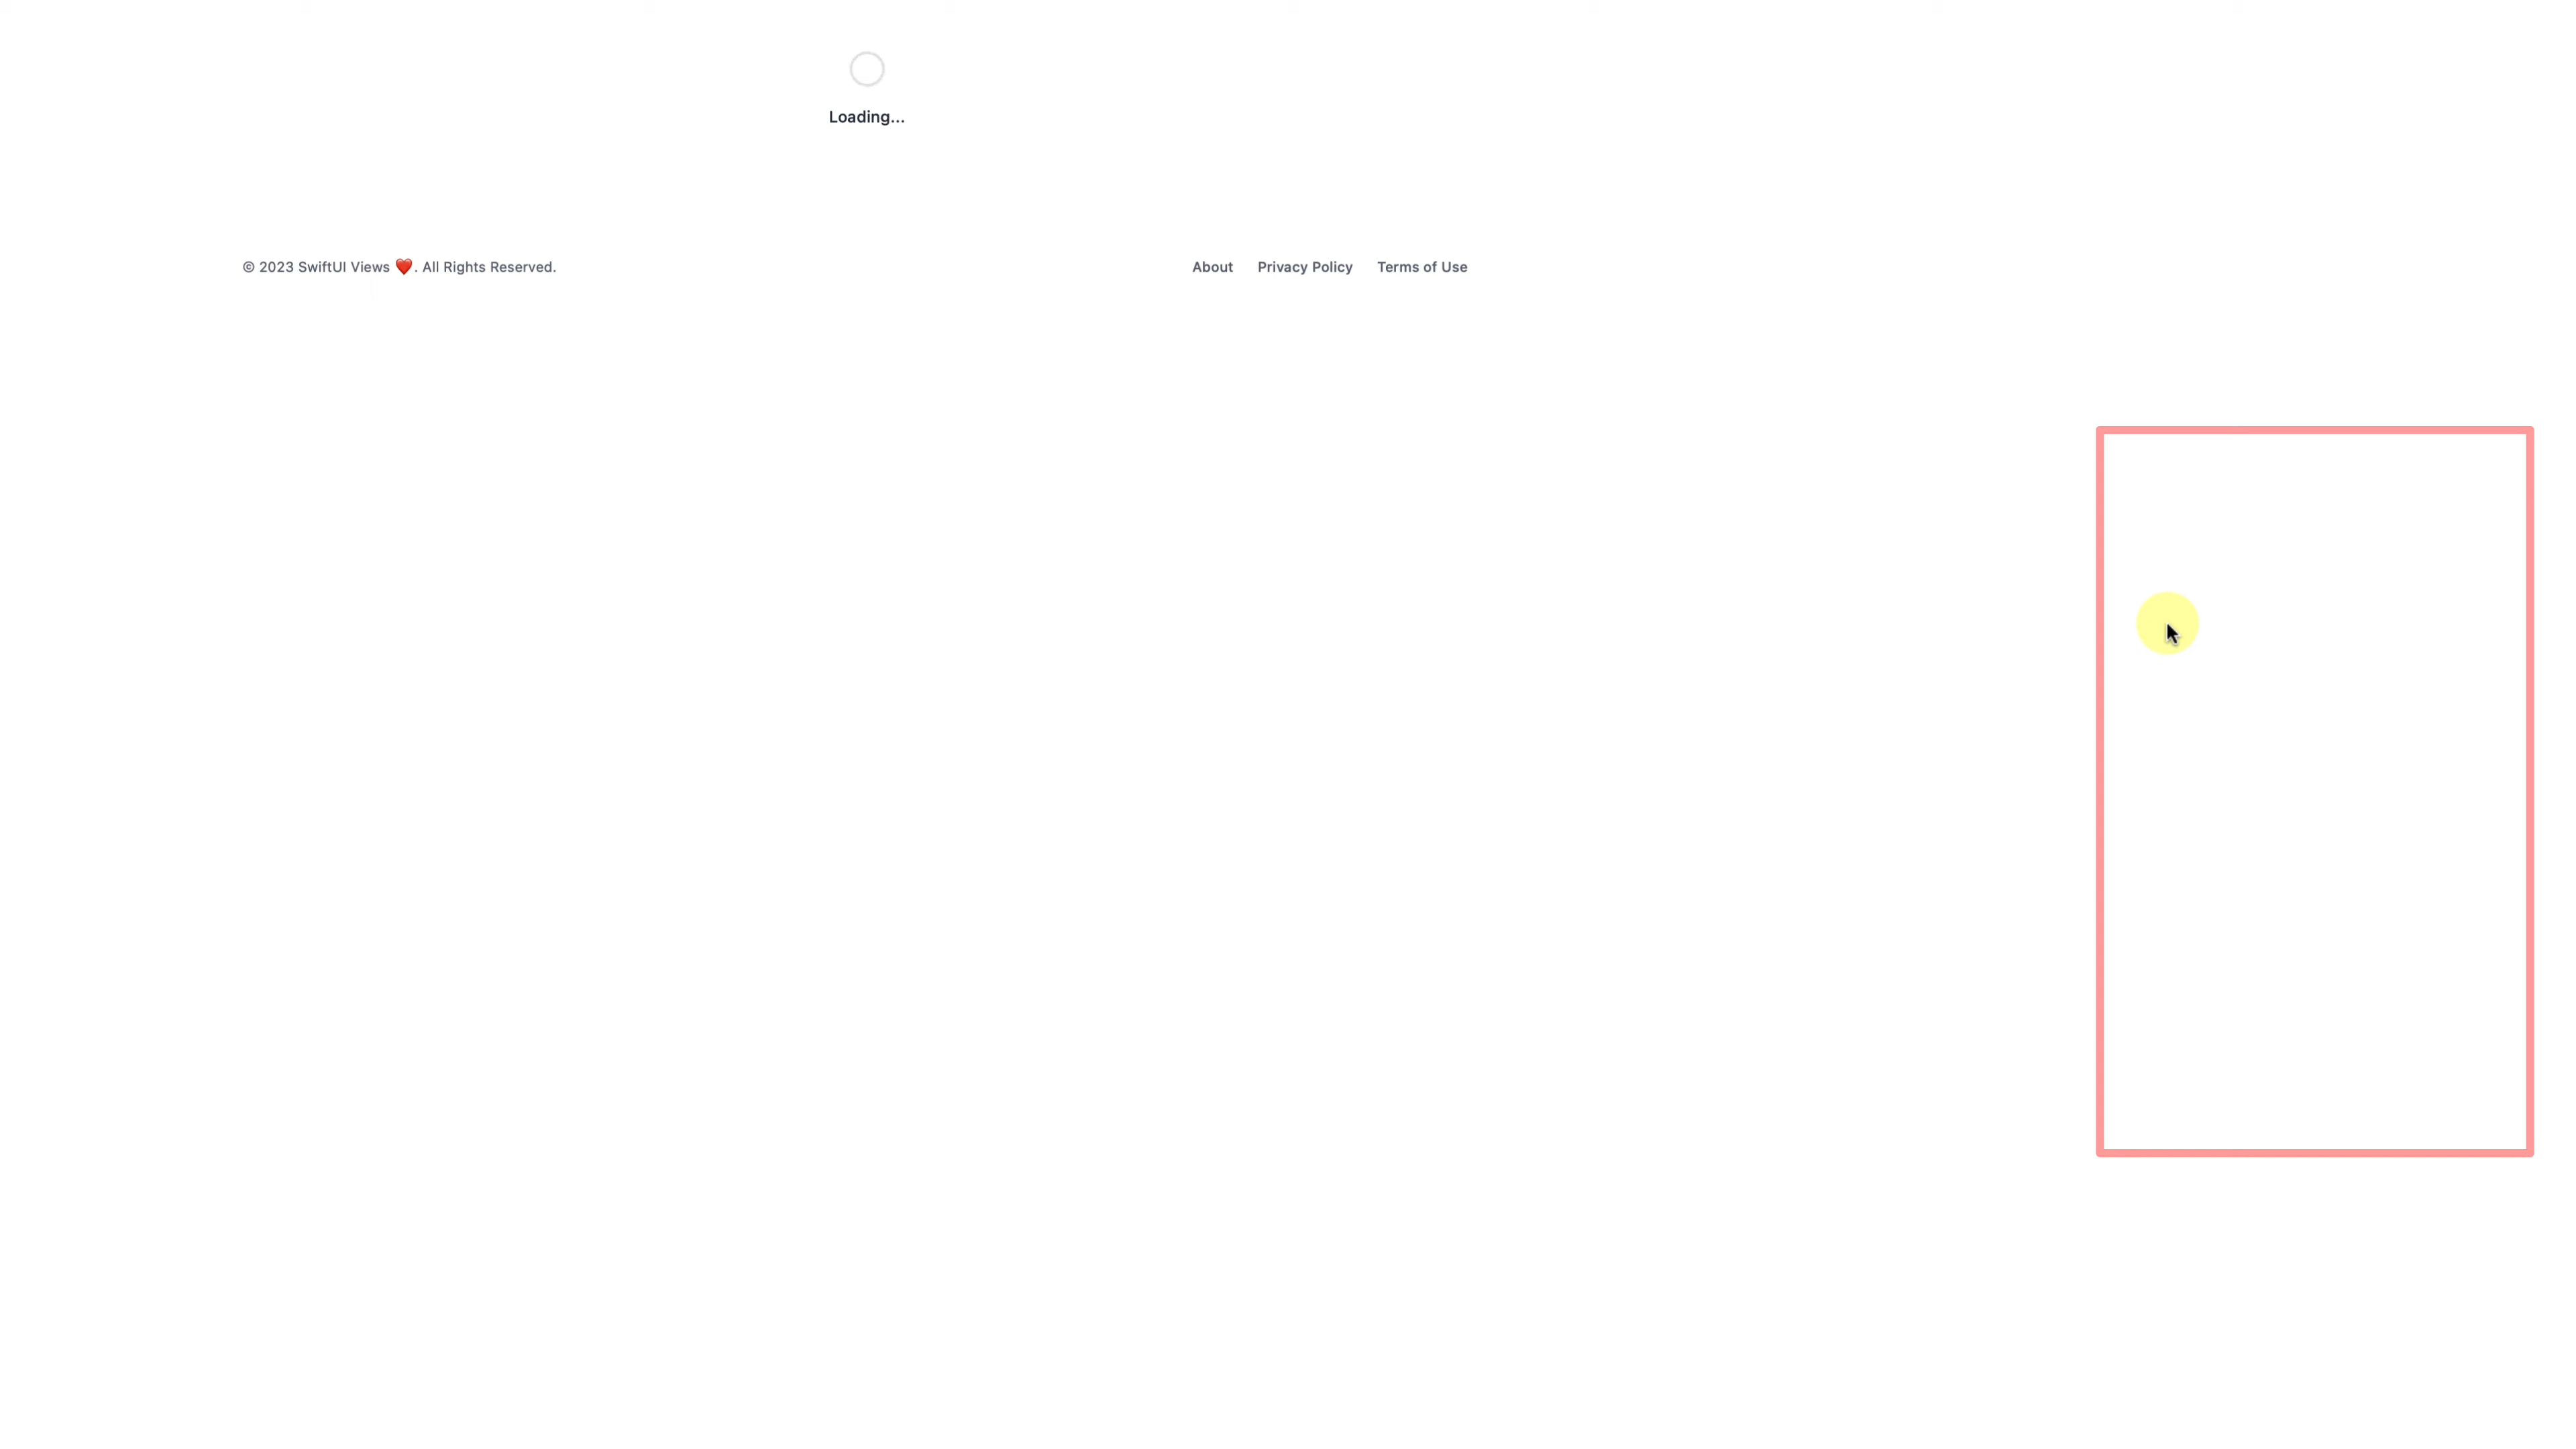 Loading...
© 2023 SwiftUI Views ❤️. All Rights Reserved.
About Privacy Policy Terms of Use